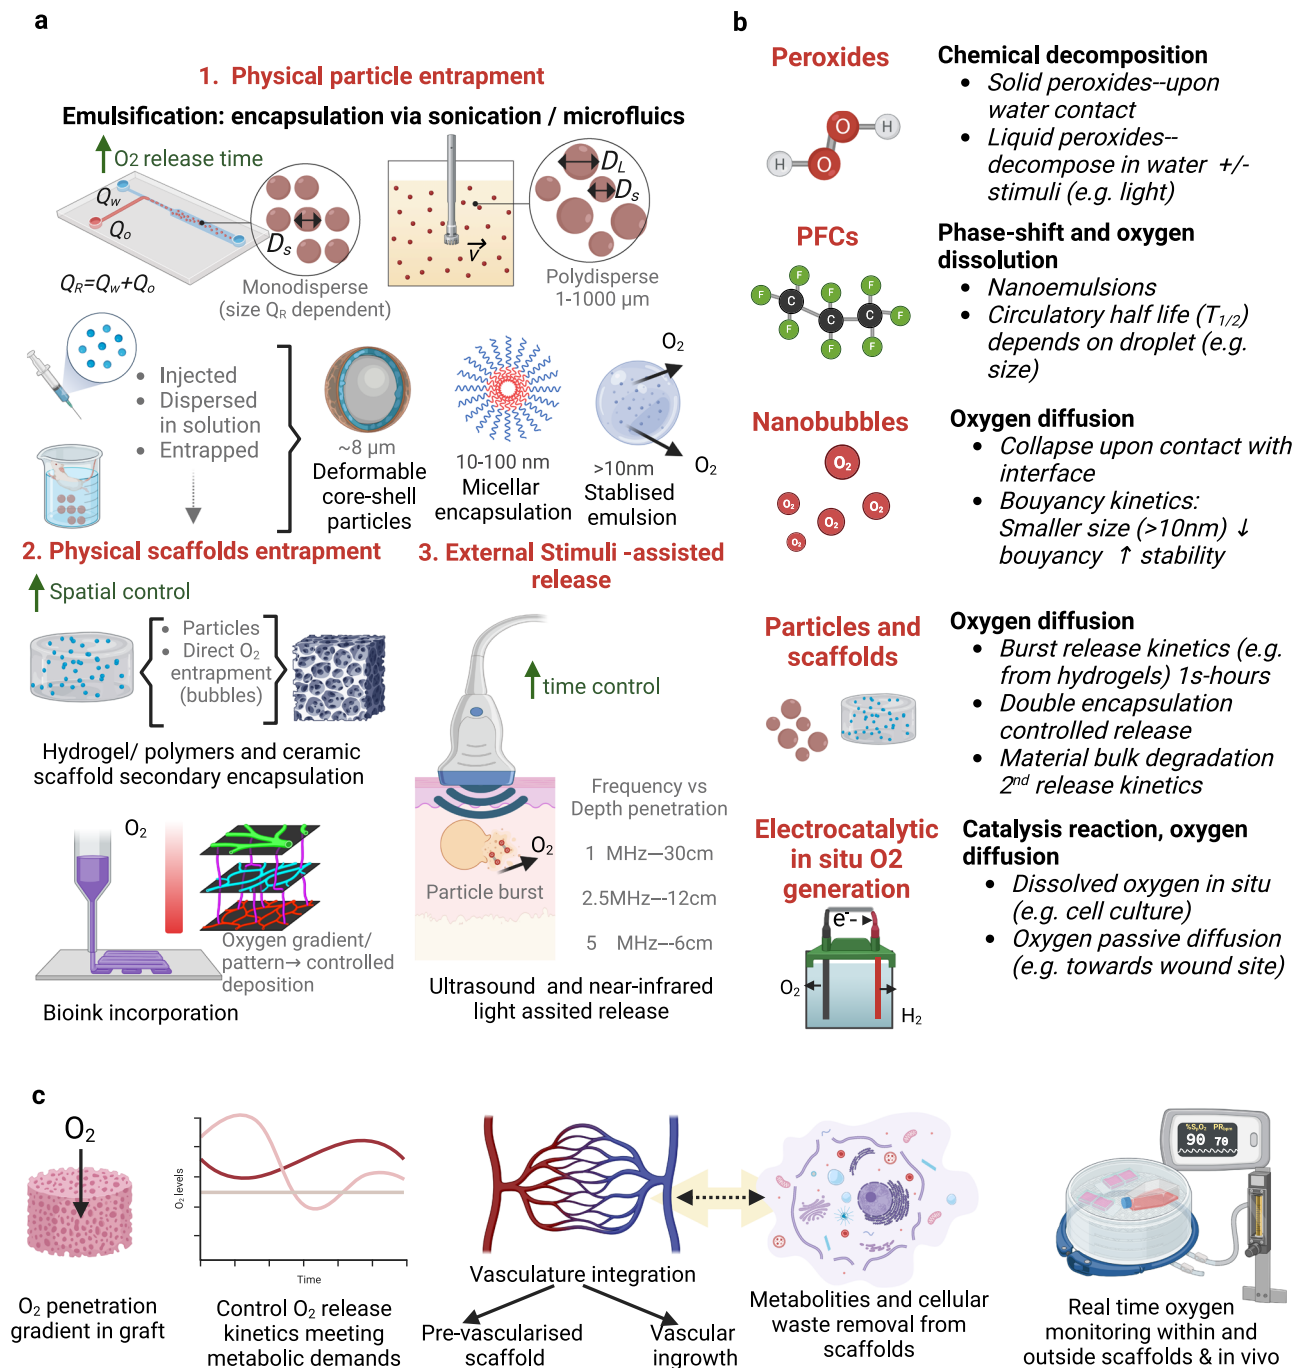 a
1. Physical particle entrapment
Emulsification: encapsulation via sonication / microfluics
O2 release time
Qw
Qo
Ds
QR=Qw+Qo
Monodisperse
(size QR dependent)
v
DL
Ds
Polydisperse
1-1000 µm
• Injected
• Dispersed
in solution
• Entrapped
~8 µm
Deformable
core-shell
particles
10-100 nm
Micellar
encapsulation
O2
O2
>10nm
Stablised
emulsion
2. Physical scaffolds entrapment
Spatial control
• Particles
• Direct O2
entrapment
(bubbles)
Hydrogel/ polymers and ceramic
scaffold secondary encapsulation
O2
Oxygen gradient/
pattern→ controlled
deposition
Bioink incorporation
3. External Stimuli -assisted
release
time control
Frequency vs
Depth penetration
1 MHz—30cm
2.5MHz--12cm
5 MHz--6cm
O2
Particle burst
Ultrasound and near-infrared
light assited release
b
Peroxides
O
H
H
O
Chemical decomposition
• Solid peroxides--upon
water contact
• Liquid peroxides--
decompose in water +/-
stimuli (e.g. light)
PFCs
F
F
F
F
C
C
C
F
F
F
F
Phase-shift and oxygen
dissolution
• Nanoemulsions
• Circulatory half life (T1/2)
depends on droplet (e.g.
size)
Nanobubbles
O2
O2
O2
O2
O2
Oxygen diffusion
• Collapse upon contact with
interface
• Bouyancy kinetics:
Smaller size (>10nm) ↓
bouyancy ↑ stability
Particles and
scaffolds
Oxygen diffusion
• Burst release kinetics (e.g.
from hydrogels) 1s-hours
• Double encapsulation
controlled release
• Material bulk degradation
2nd release kinetics
Electrocatalytic
in situ O2
generation
e-
O2
H2
Catalysis reaction, oxygen
diffusion
• Dissolved oxygen in situ
(e.g. cell culture)
• Oxygen passive diffusion
(e.g. towards wound site)
c
O2
O2 penetration
gradient in graft
O2 levels
Time
Control O2 release
kinetics meeting
metabolic demands
Vasculature integration
Pre-vascularised
scaffold
Vascular
ingrowth
Metabolities and cellular
waste removal from
scaffolds
%SpO2 PRbpm
90 70
Real time oxygen
monitoring within and
outside scaffolds & in vivo